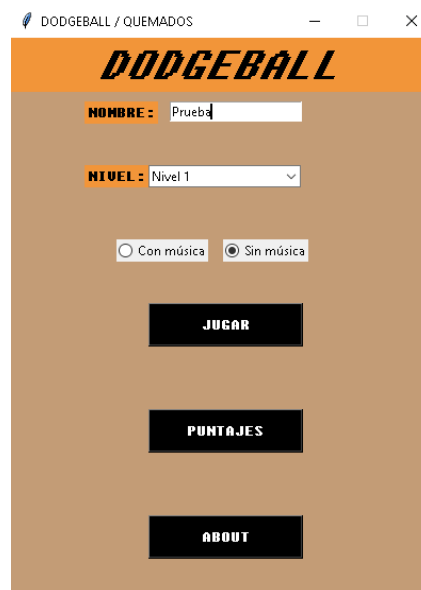 DODGEBALL / QUEMADOS
DODGEBALL
NOMBRE: Prueba
NIVEL: Nivel 1
Con música Sin música
JUGAR
PUNTAJES
ABOUT